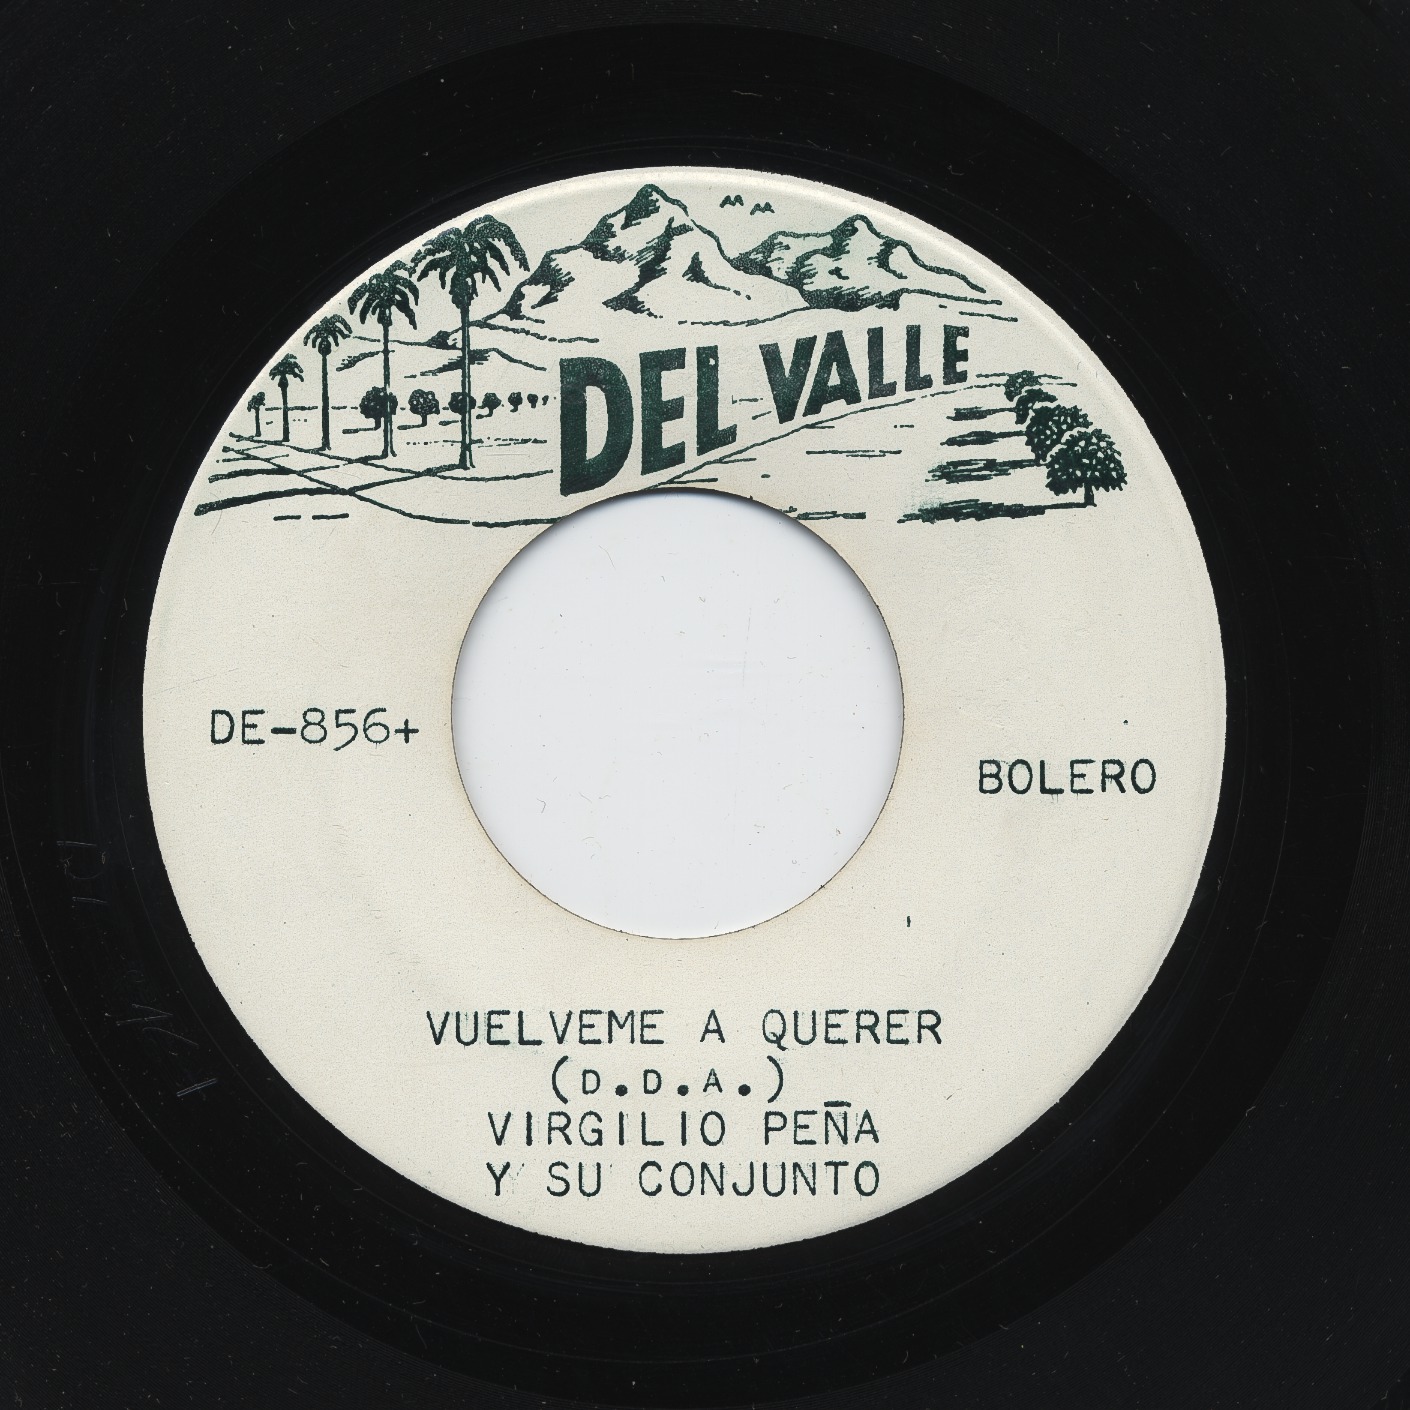 DEL VALLE
DE-856+
BOLERO
VUELVEME A QUERER
(D.D.A.)
VIRGILIO PEÑA
Y SU CONJUNTO